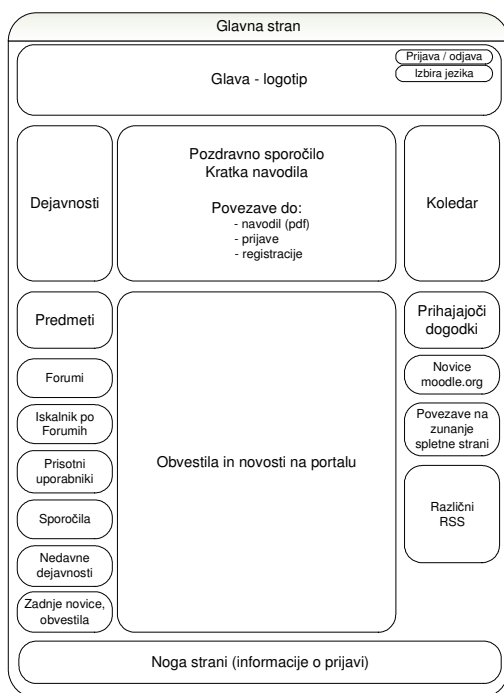 Glavna stran
Glava - logotip
Prijava / odjava
Izbira jezika
Dejavnosti
Pozdravno sporočilo
Kratka navodila
Povezave do:
- navodil (pdf)
- prijave
- registracije
Koledar
Predmeti
Forumi
Iskalnik po
Forumih
Prisotni
uporabniki
Sporočila
Nedavne
dejavnosti
Zadnje novice,
obvestila
Obvestila in novosti na portalu
Prihajajoči
dogodki
Novice
moodle.org
Povezave na
zunanje
spletne strani
Različni
RSS
Noga strani (informacije o prijavi)